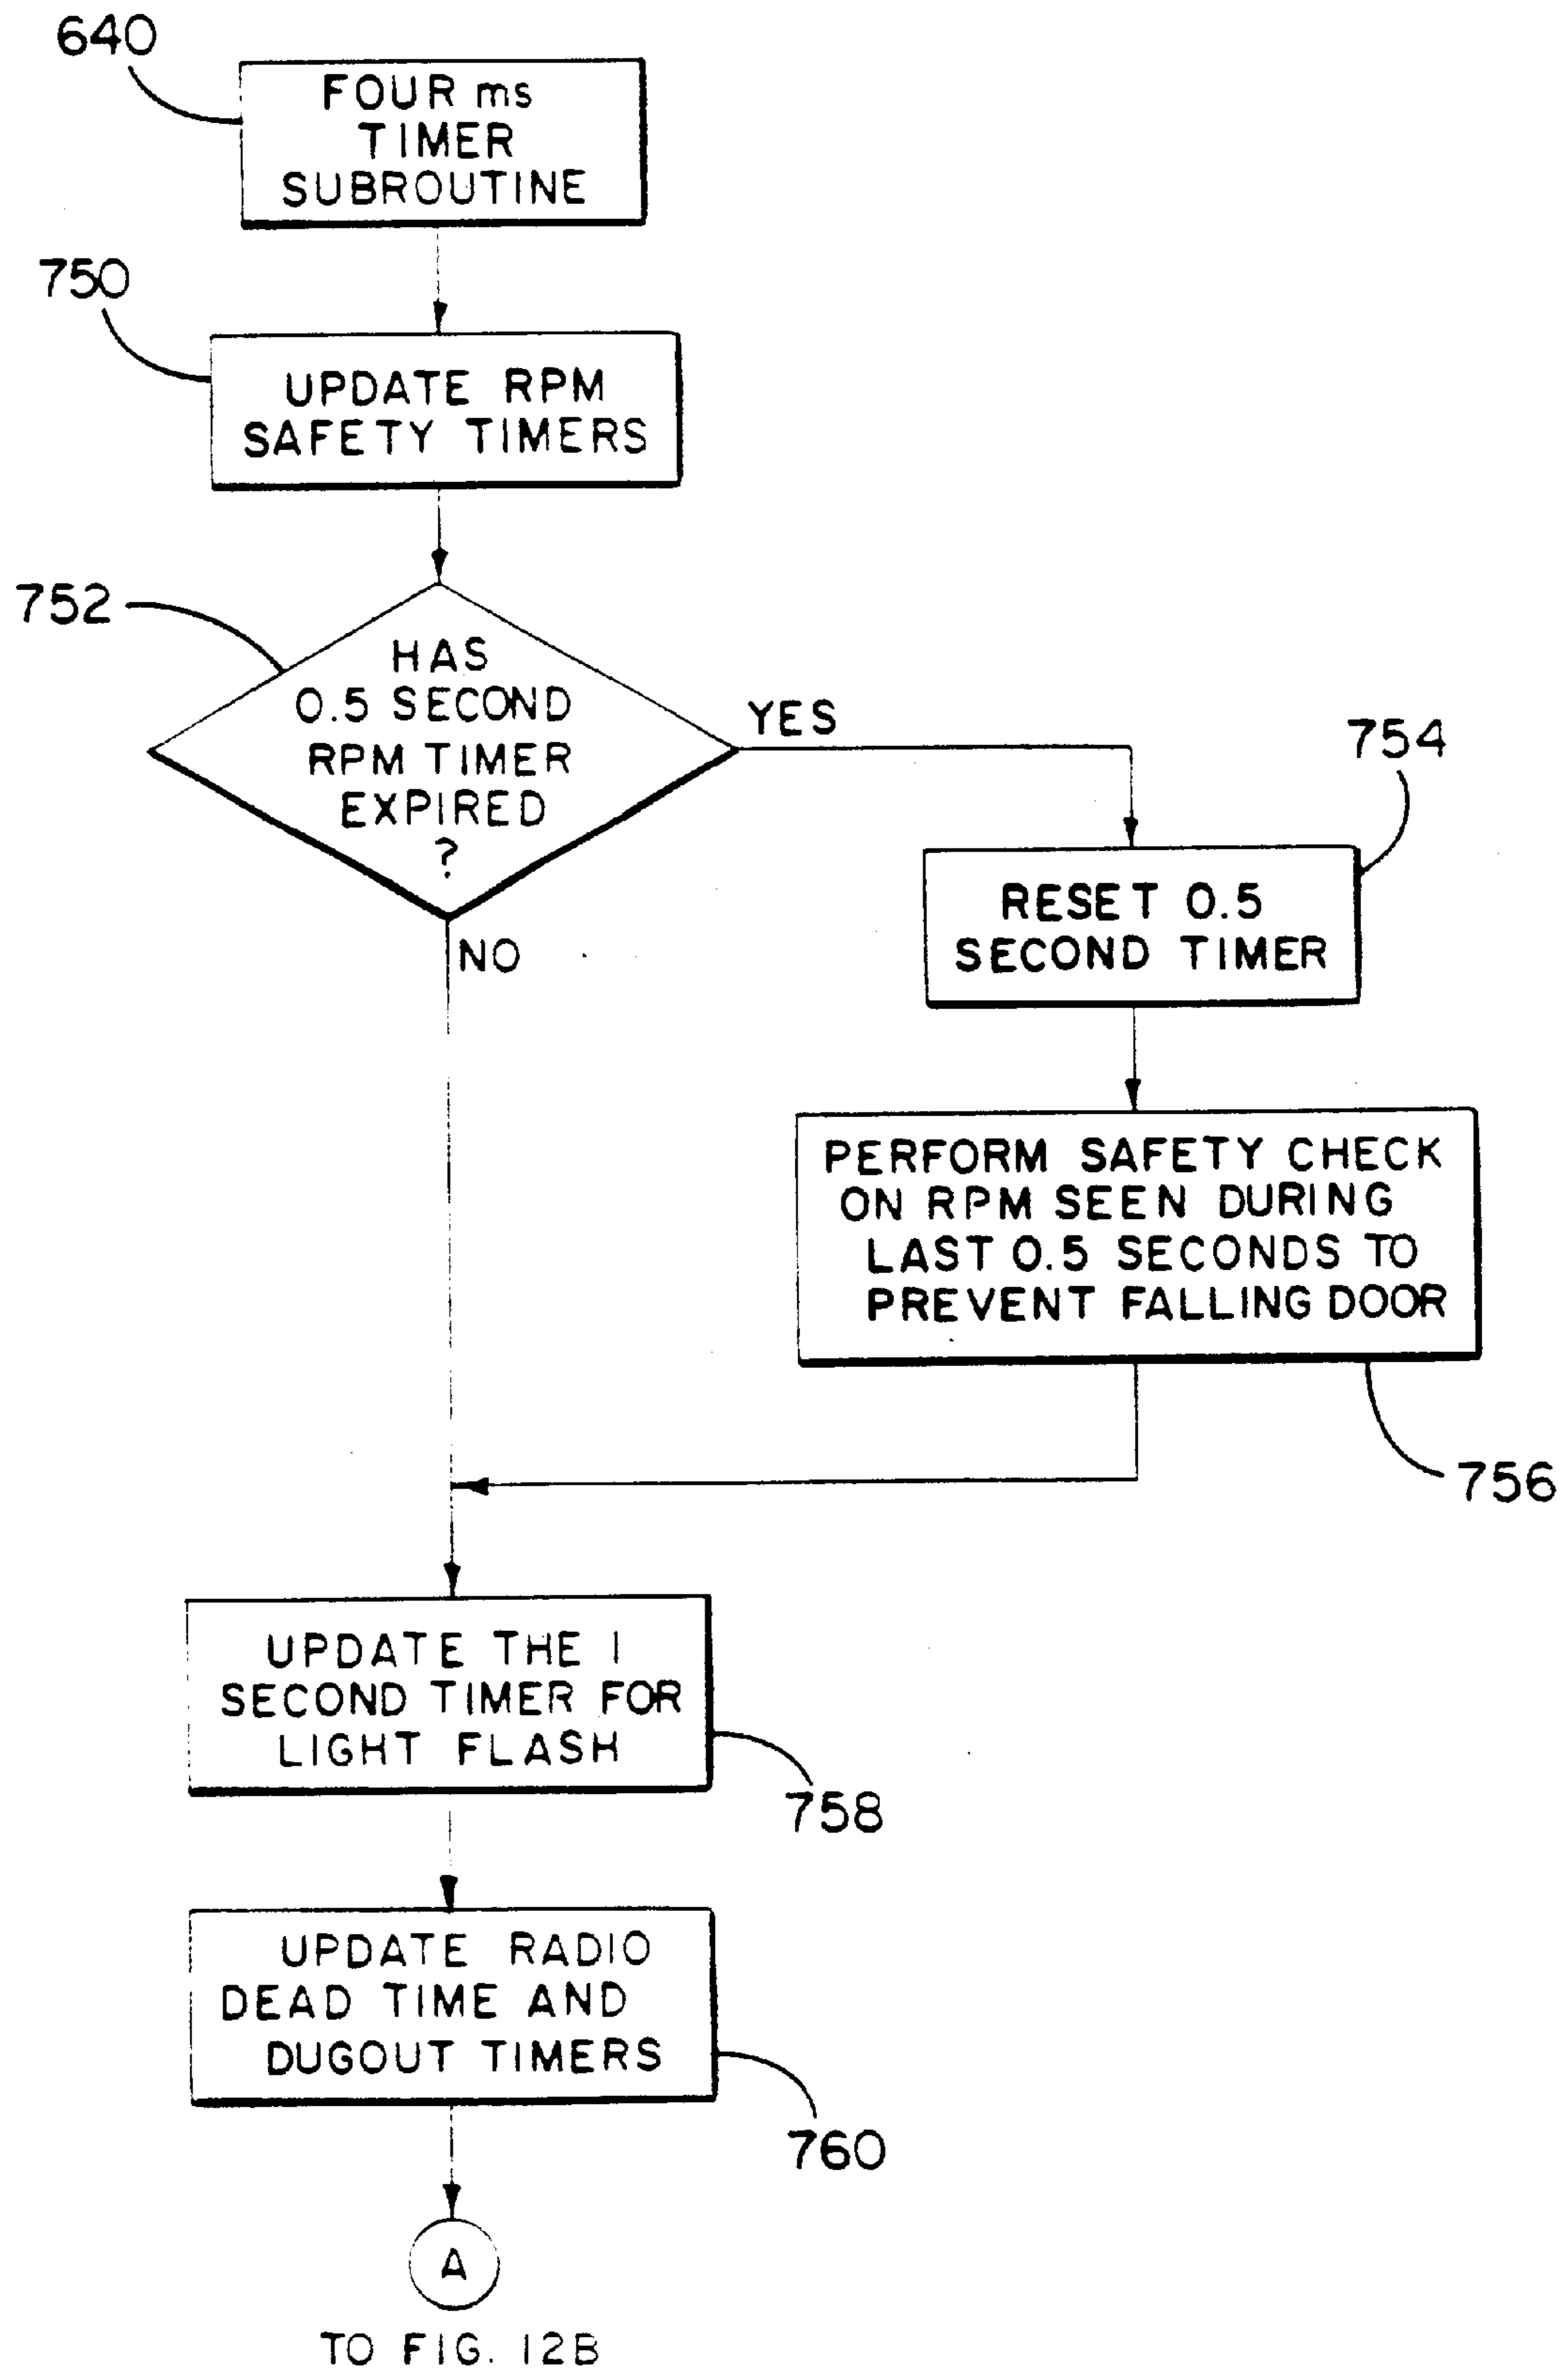 640
FOUR ms
TIMER
SUBROUTINE
750
UPDATE RPM
SAFETY TIMERS
752
HAS
0.5 SECOND
RPM TIMER
EXPIRED
?
YES
NO
754
RESET 0.5
SECOND TIMER
PERFORM SAFETY CHECK
ON RPM SEEN DURING
LAST 0.5 SECONDS TO
PREVENT FALLING DOOR
756
UPDATE THE 1
SECOND TIMER FOR
LIGHT FLASH
758
UPDATE RADIO
DEAD TIME AND
DUGOUT TIMERS
760
A
TO FIG. 12B